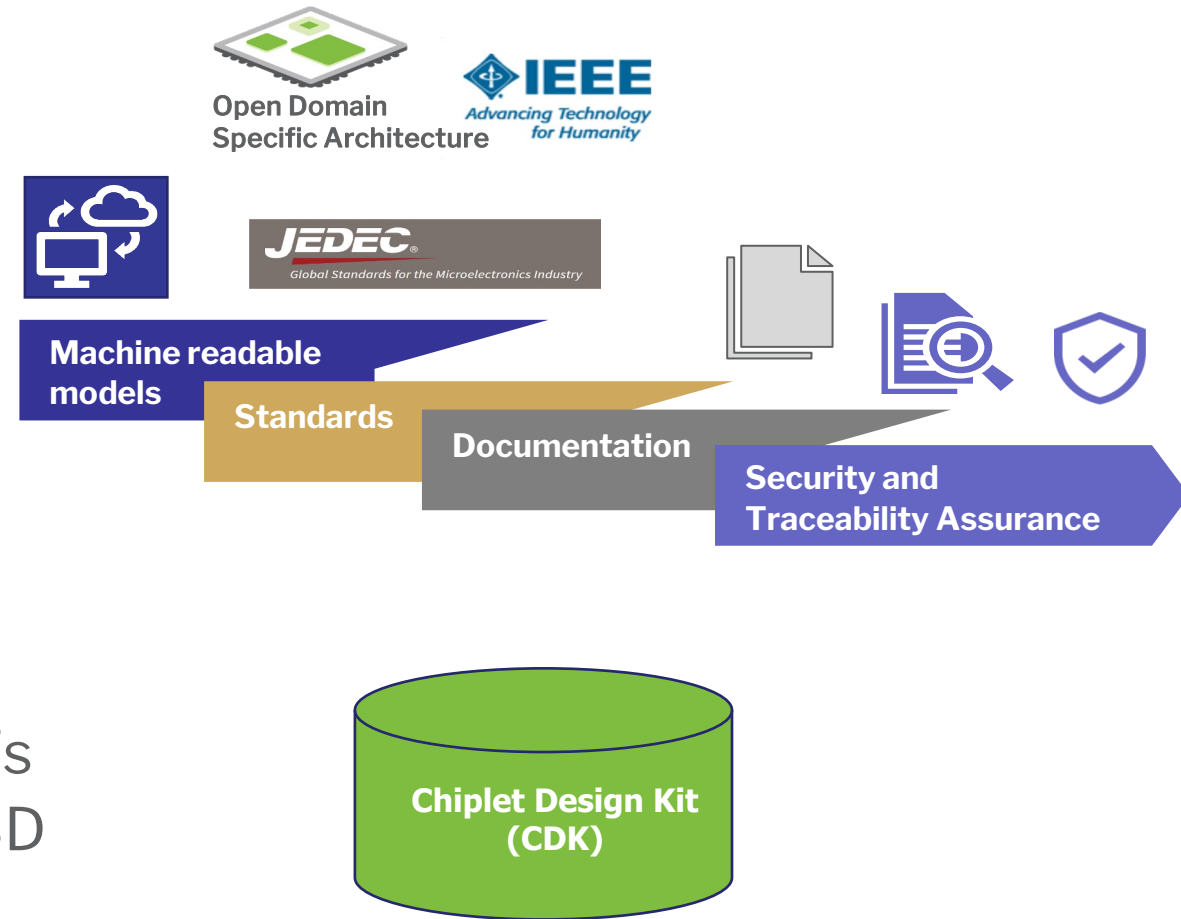 Open Domain
Specific Architecture
IEEE
Advancing Technology
for Humanity
JEDEC®
Global Standards for the Microelectronics Industry
Machine readable
models
Standards
Documentation
Security and
Traceability Assurance
Chiplet Design Kit
(CDK)